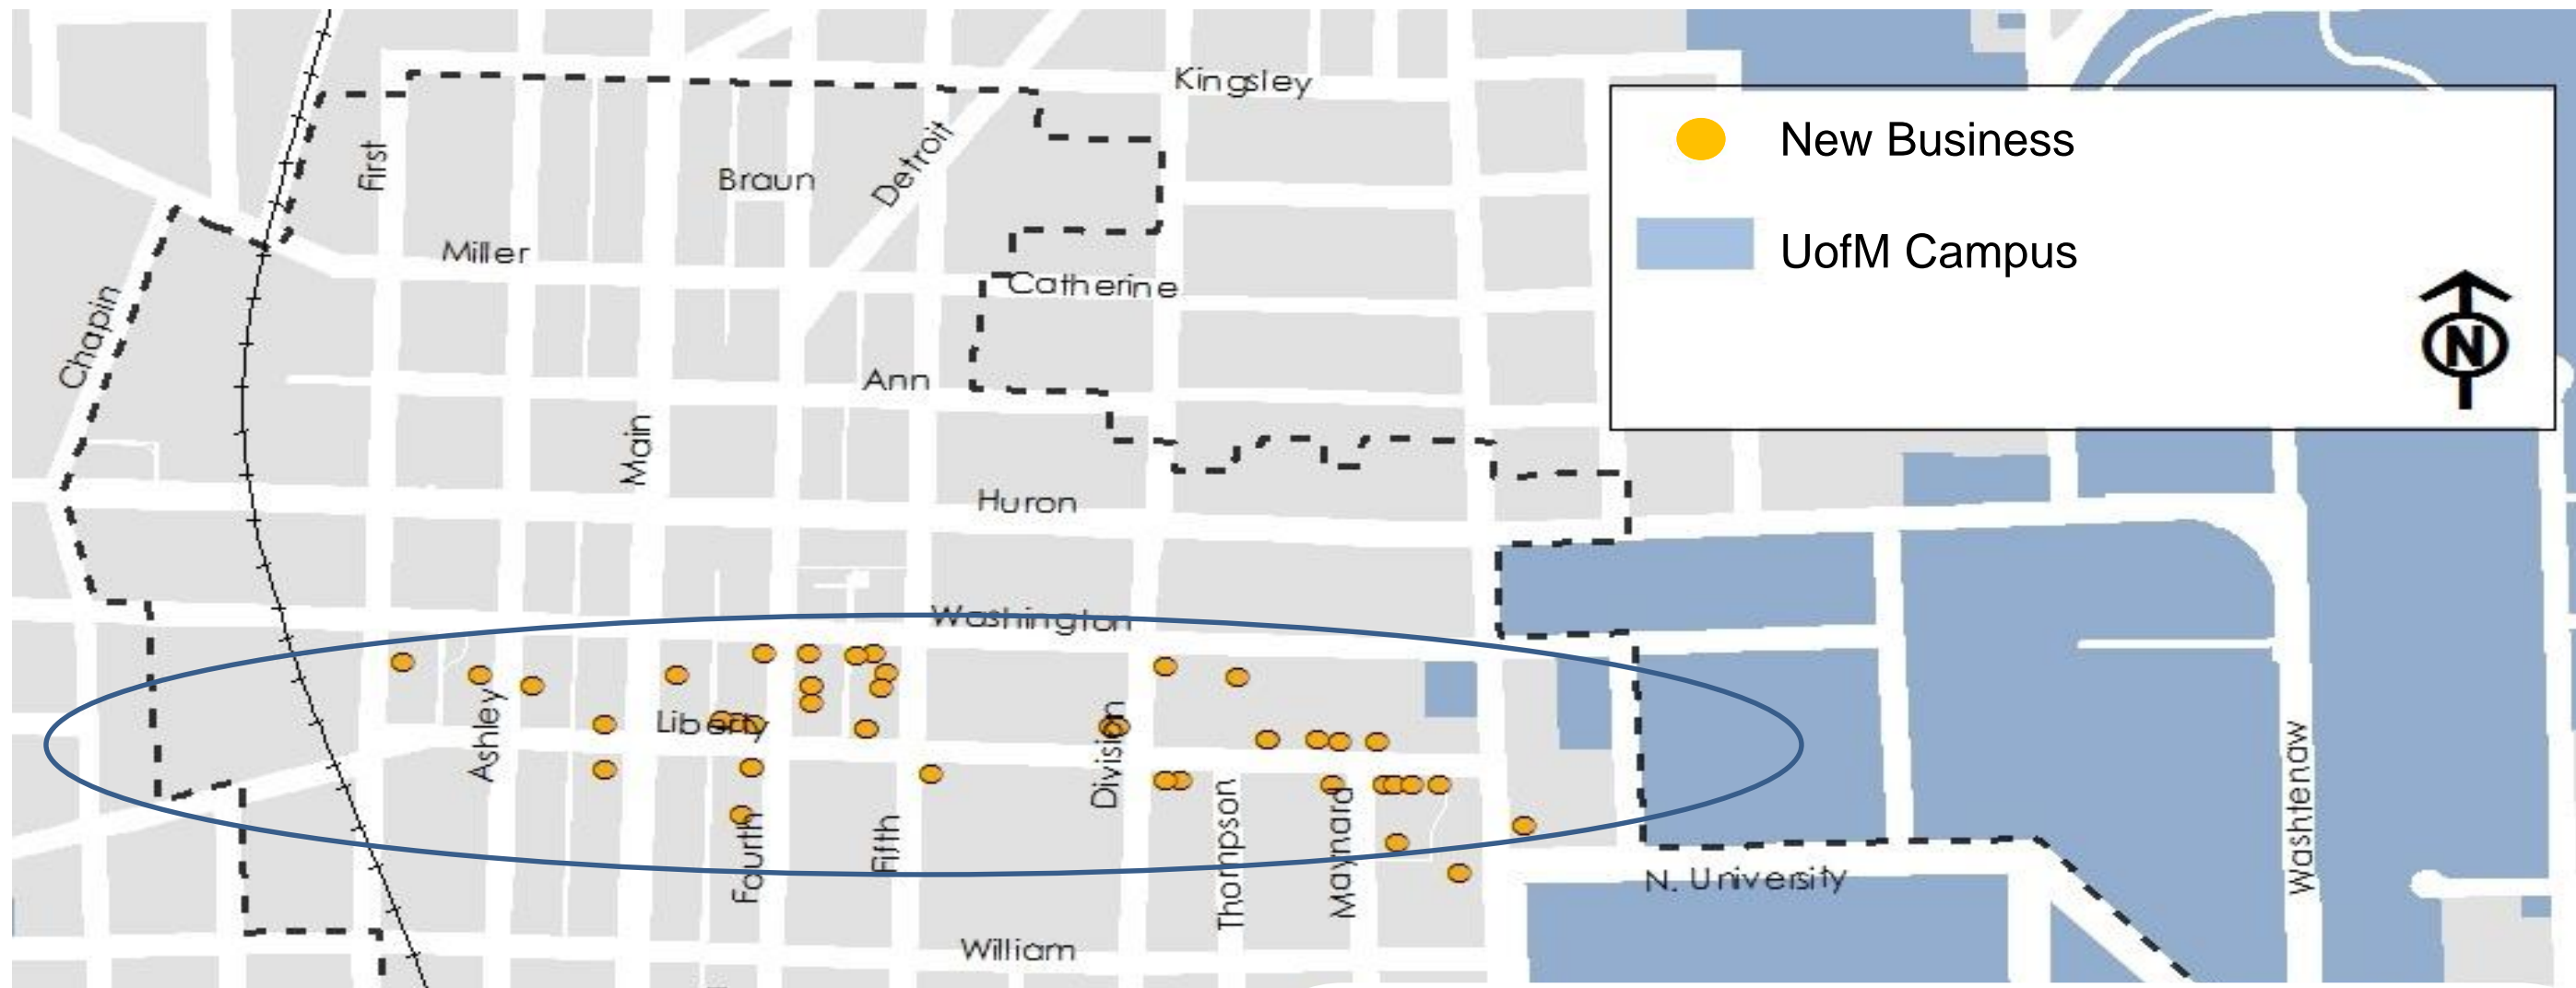 Kingsley
New Business
First
Braun
Detroit
UofM Campus
Miller
Catherine
Chapin
N
Ann
Main
Huron
Washington
Liberty
Ashley
Division
Fourth
Fifth
Thompson
Maynard
Washtenaw
N. University
William